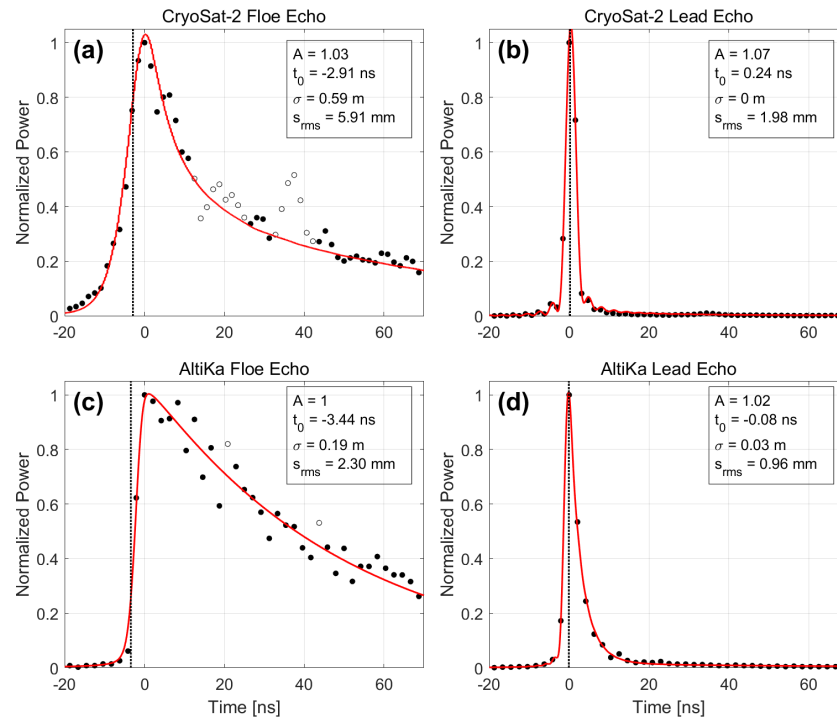 CryoSat-2 Floe Echo
(a)
A = 1.03
t0 = -2.91 ns
σ = 0.59 m
srms = 5.91 mm
Normalized Power
1
0.8
0.6
0.4
0.2
0
-20 0 20 40 60
CryoSat-2 Lead Echo
(b)
A = 1.07
t0 = 0.24 ns
σ = 0 m
srms = 1.98 mm
Normalized Power
1
0.8
0.6
0.4
0.2
0
-20 0 20 40 60
AltiKa Floe Echo
(c)
A = 1
t0 = -3.44 ns
σ = 0.19 m
srms = 2.30 mm
Normalized Power
1
0.8
0.6
0.4
0.2
0
-20 0 20 40 60
Time [ns]
AltiKa Lead Echo
(d)
A = 1.02
t0 = -0.08 ns
σ = 0.03 m
srms = 0.96 mm
Normalized Power
1
0.8
0.6
0.4
0.2
0
-20 0 20 40 60
Time [ns]